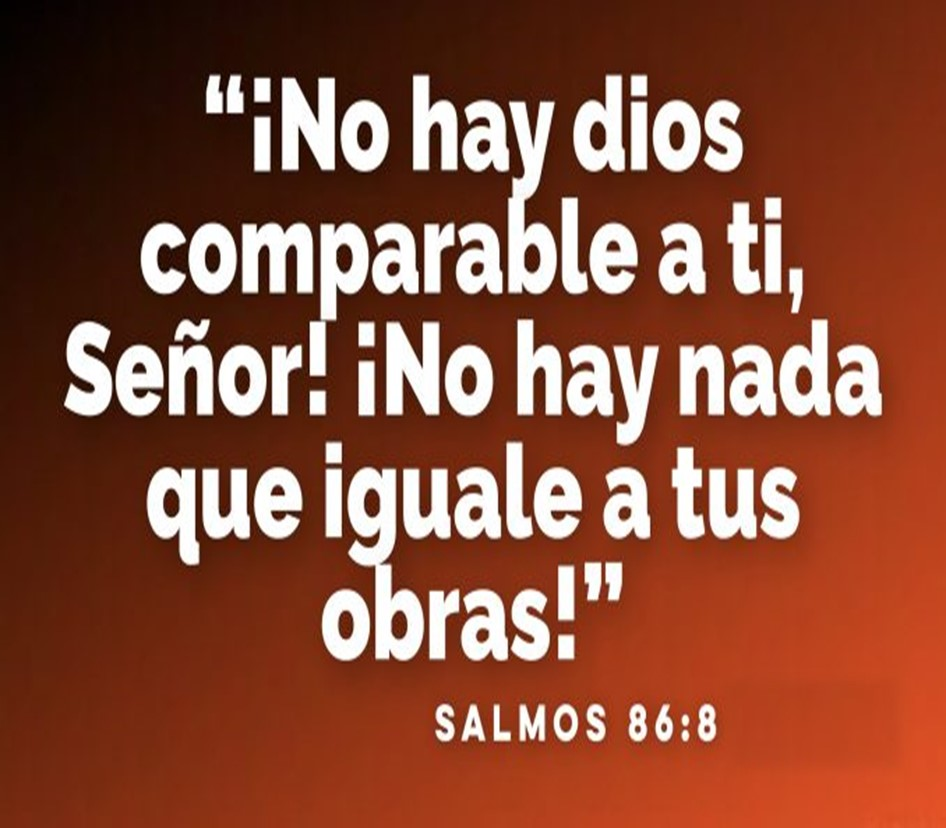 “¡No hay dios
comparable a ti,
Señor! ¡No hay nada
que iguale a tus
obras!”
SALMOS 86:8